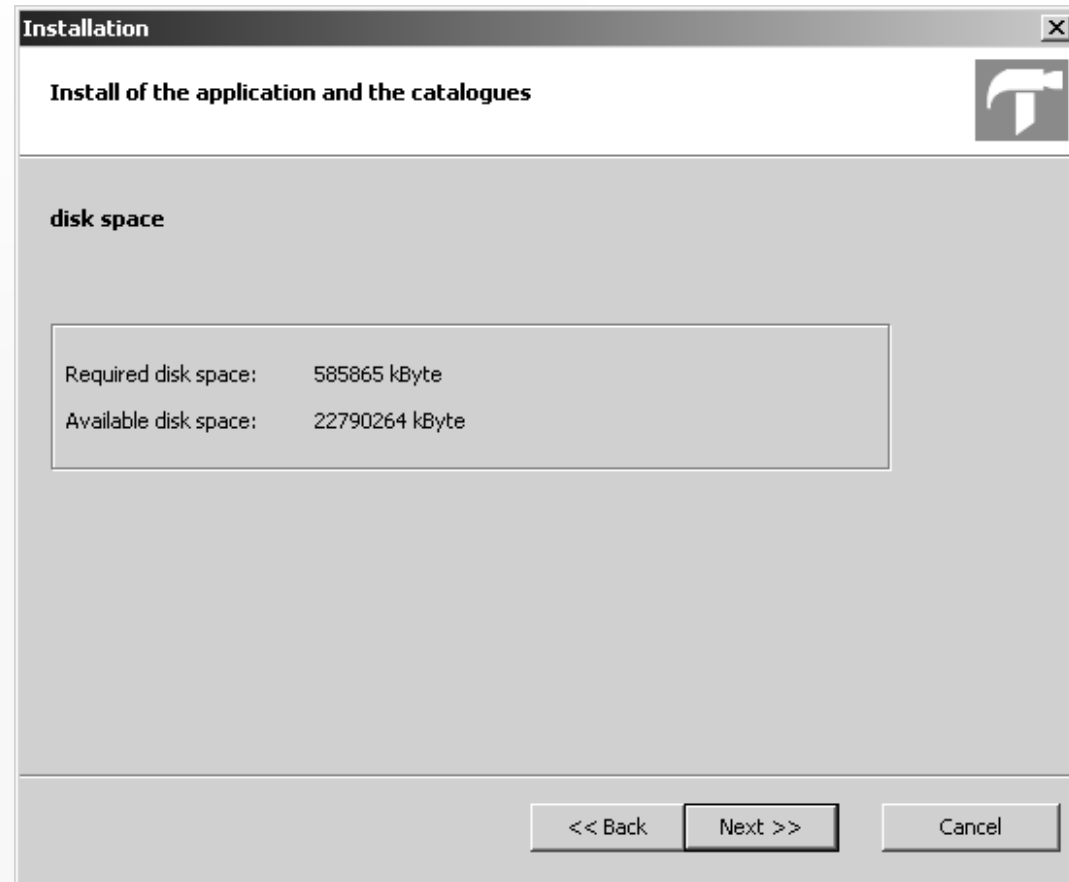 Installation
Install of the application and the catalogues
disk space
Required disk space: 585865 kByte
Available disk space: 22790264 kByte
<< Back Next >> Cancel